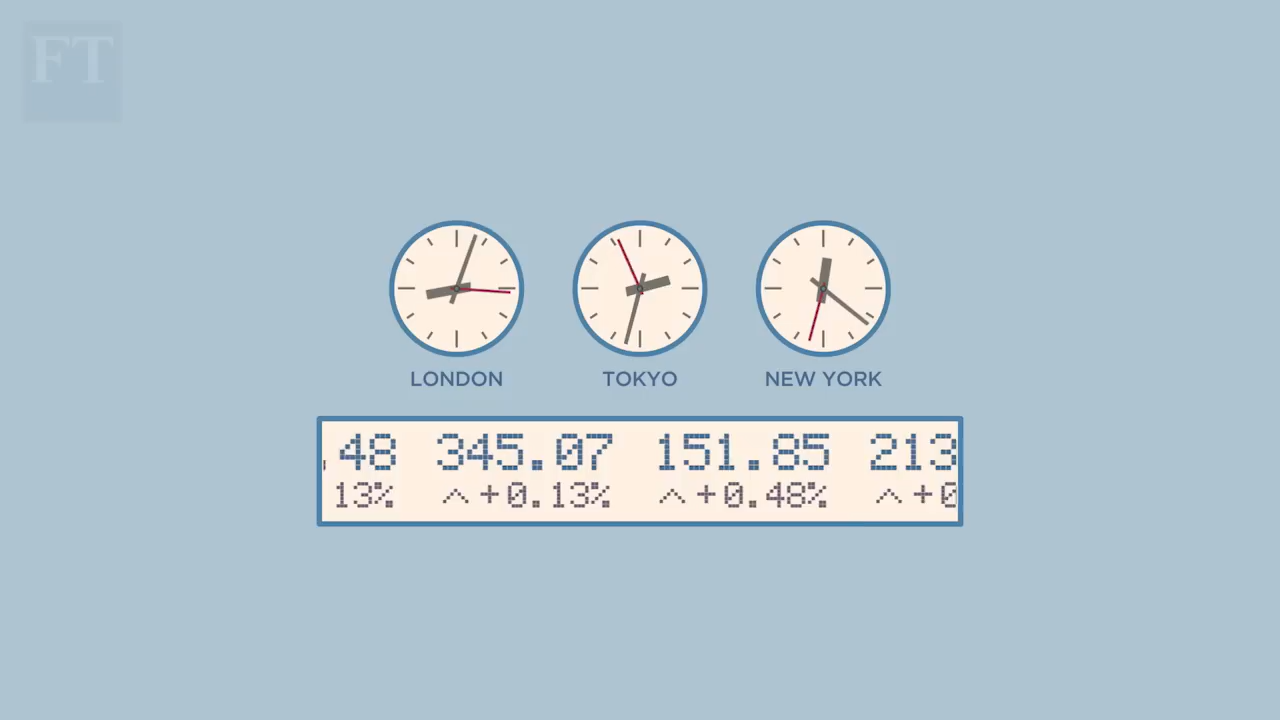 FT
LONDON TOKYO NEW YORK
48 345.07 151.85 213
13% ^ +0.13% ^ +0.48% ^ +0